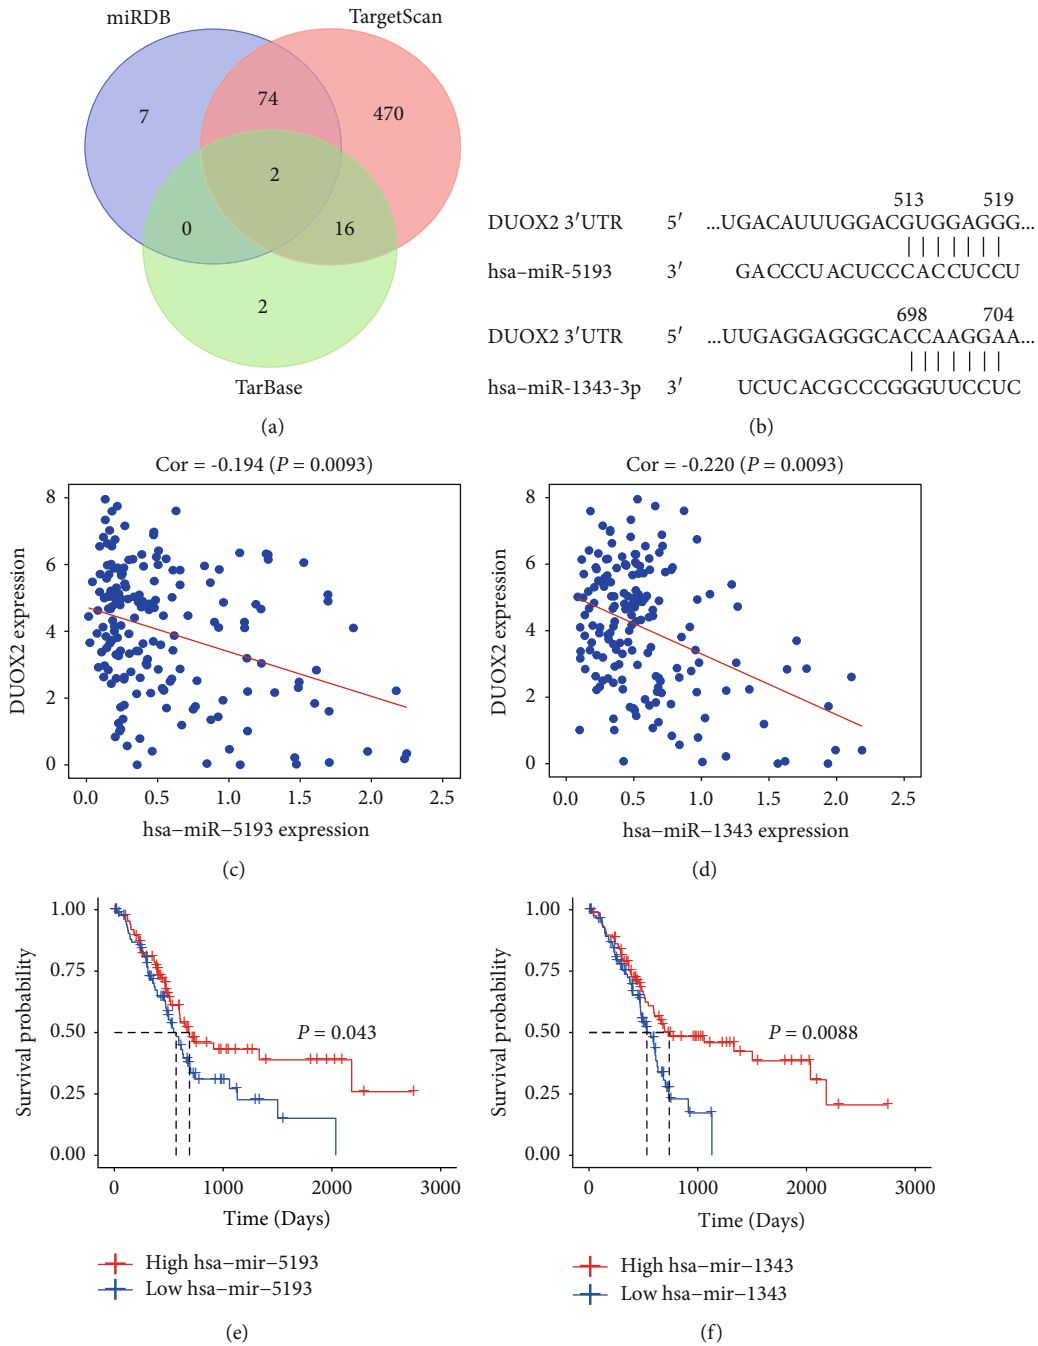 miRDB
TargetScan
7
74
470
2
0
16
2
TarBase
(a)
513 519
DUOX2 3′UTR 5′ ...UGACAUUUGGACGUGGAGGG...
hsa–miR-5193 3′ GACCCUACUCCCACCUCCU
698 704
DUOX2 3′UTR 5′ ...UUGAGGAGGGCACCAAGGAA...
hsa–miR-1343-3p 3′ UCUCACGCCCGGGUUCCUC
(b)
Cor = -0.194 (P = 0.0093)
DUOX2 expression
8
6
4
2
0
0.0 0.5 1.0 1.5 2.0 2.5
hsa–miR–5193 expression
(c)
Cor = -0.220 (P = 0.0093)
DUOX2 expression
8
6
4
2
0
0.0 0.5 1.0 1.5 2.0 2.5
hsa–miR–1343 expression
(d)
Survival probability
1.00
0.75
0.50
0.25
0.00
P = 0.043
0 1000 2000 3000
Time (Days)
High hsa–mir–5193
Low hsa–mir–5193
(e)
Survival probability
1.00
0.75
0.50
0.25
0.00
P = 0.0088
0 1000 2000 3000
Time (Days)
High hsa–mir–1343
Low hsa–mir–1343
(f)